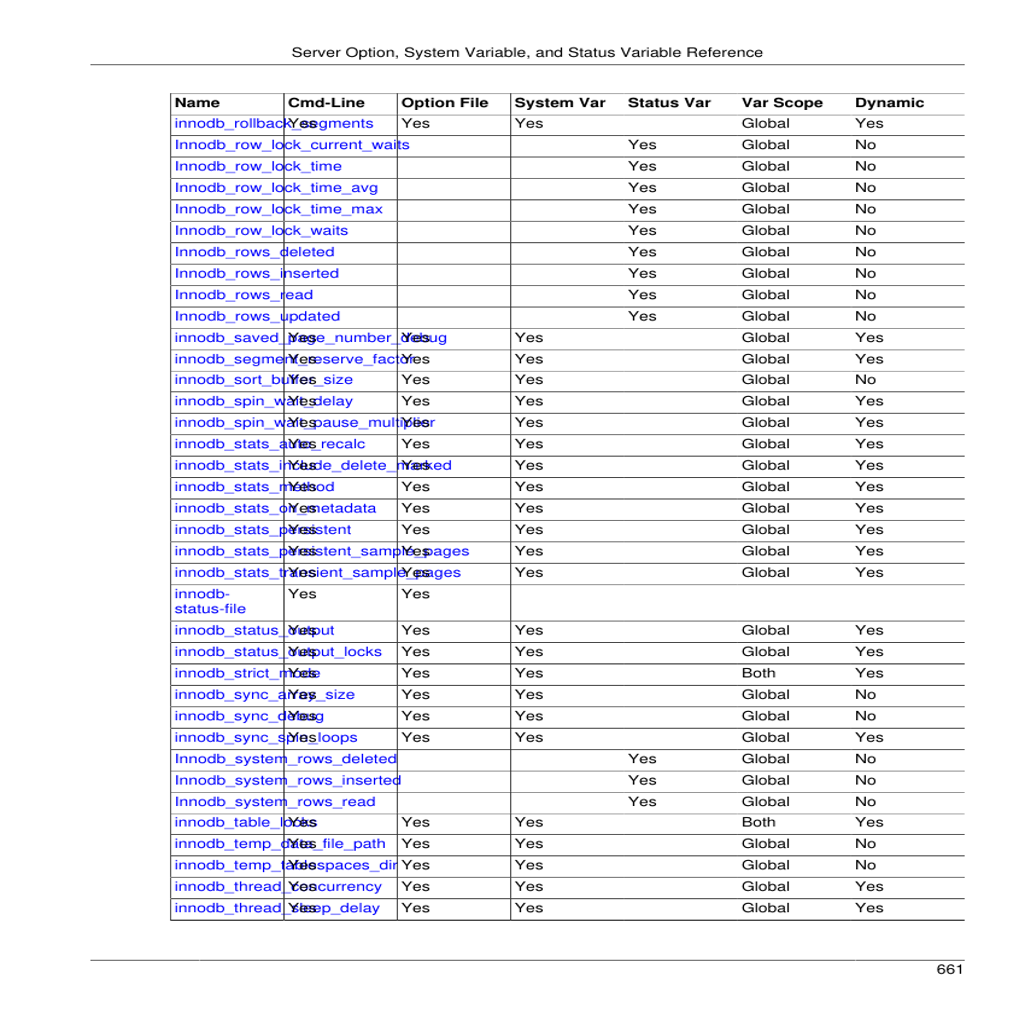 Server Option, System Variable, and Status Variable Reference
Name Cmd-Line Option File System Var Status Var Var Scope Dynamic
innodb_rollback_segments Yes Yes Yes Global Yes
Innodb_row_lock_current_waits Yes Global No
Innodb_row_lock_time Yes Global No
Innodb_row_lock_time_avg Yes Global No
Innodb_row_lock_time_max Yes Global No
Innodb_row_lock_waits Yes Global No
Innodb_rows_deleted Yes Global No
Innodb_rows_inserted Yes Global No
Innodb_rows_read Yes Global No
Innodb_rows_updated Yes Global No
innodb_saved_page_number_debug Yes Yes Yes Global Yes
innodb_segment_reserve_factor Yes Yes Yes Global Yes
innodb_sort_buffer_size Yes Yes Yes Global No
innodb_spin_wait_delay Yes Yes Yes Global Yes
innodb_spin_wait_pause_multiplier Yes Yes Yes Global Yes
innodb_stats_auto_recalc Yes Yes Yes Global Yes
innodb_stats_include_delete_marked Yes Yes Yes Global Yes
innodb_stats_method Yes Yes Yes Global Yes
innodb_stats_on_metadata Yes Yes Yes Global Yes
innodb_stats_persistent Yes Yes Yes Global Yes
innodb_stats_persistent_sample_pages Yes Yes Yes Global Yes
innodb_stats_transient_sample_pages Yes Yes Yes Global Yes
innodb- Yes Yes
status-file
innodb_status_output Yes Yes Yes Global Yes
innodb_status_output_locks Yes Yes Yes Global Yes
innodb_strict_mode Yes Yes Yes Both Yes
innodb_sync_array_size Yes Yes Yes Global No
innodb_sync_debug Yes Yes Yes Global No
innodb_sync_spin_loops Yes Yes Yes Global Yes
Innodb_system_rows_deleted Yes Global No
Innodb_system_rows_inserted Yes Global No
Innodb_system_rows_read Yes Global No
innodb_table_locks Yes Yes Yes Both Yes
innodb_temp_data_file_path Yes Yes Yes Global No
innodb_temp_tablespaces_dir Yes Yes Yes Global No
innodb_thread_concurrency Yes Yes Yes Global Yes
innodb_thread_sleep_delay Yes Yes Yes Global Yes
661